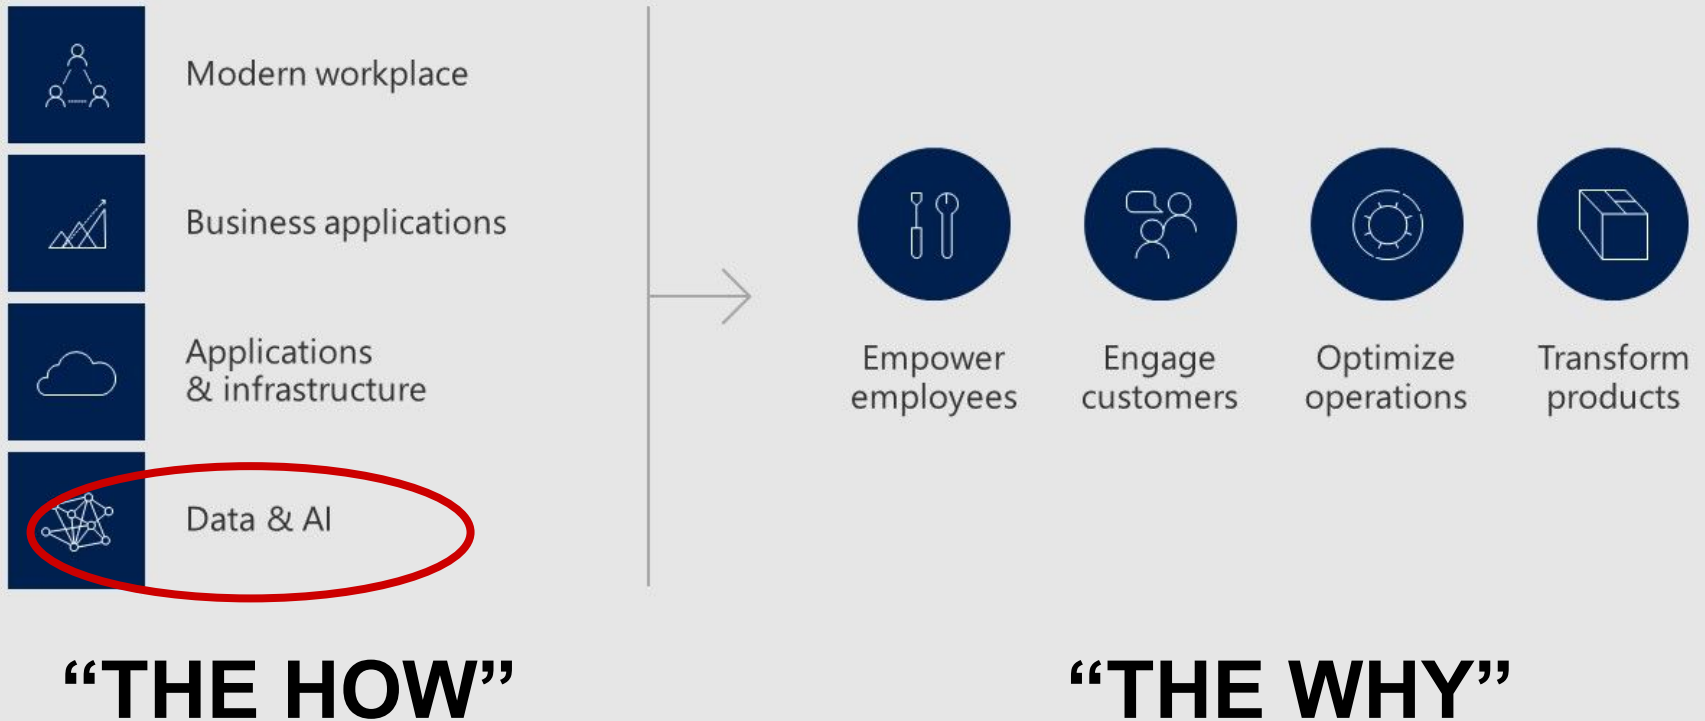 Modern workplace
Business applications
Applications
& infrastructure
Data & AI
Empower
employees
Engage
customers
Optimize
operations
Transform
products
“THE HOW”
“THE WHY”